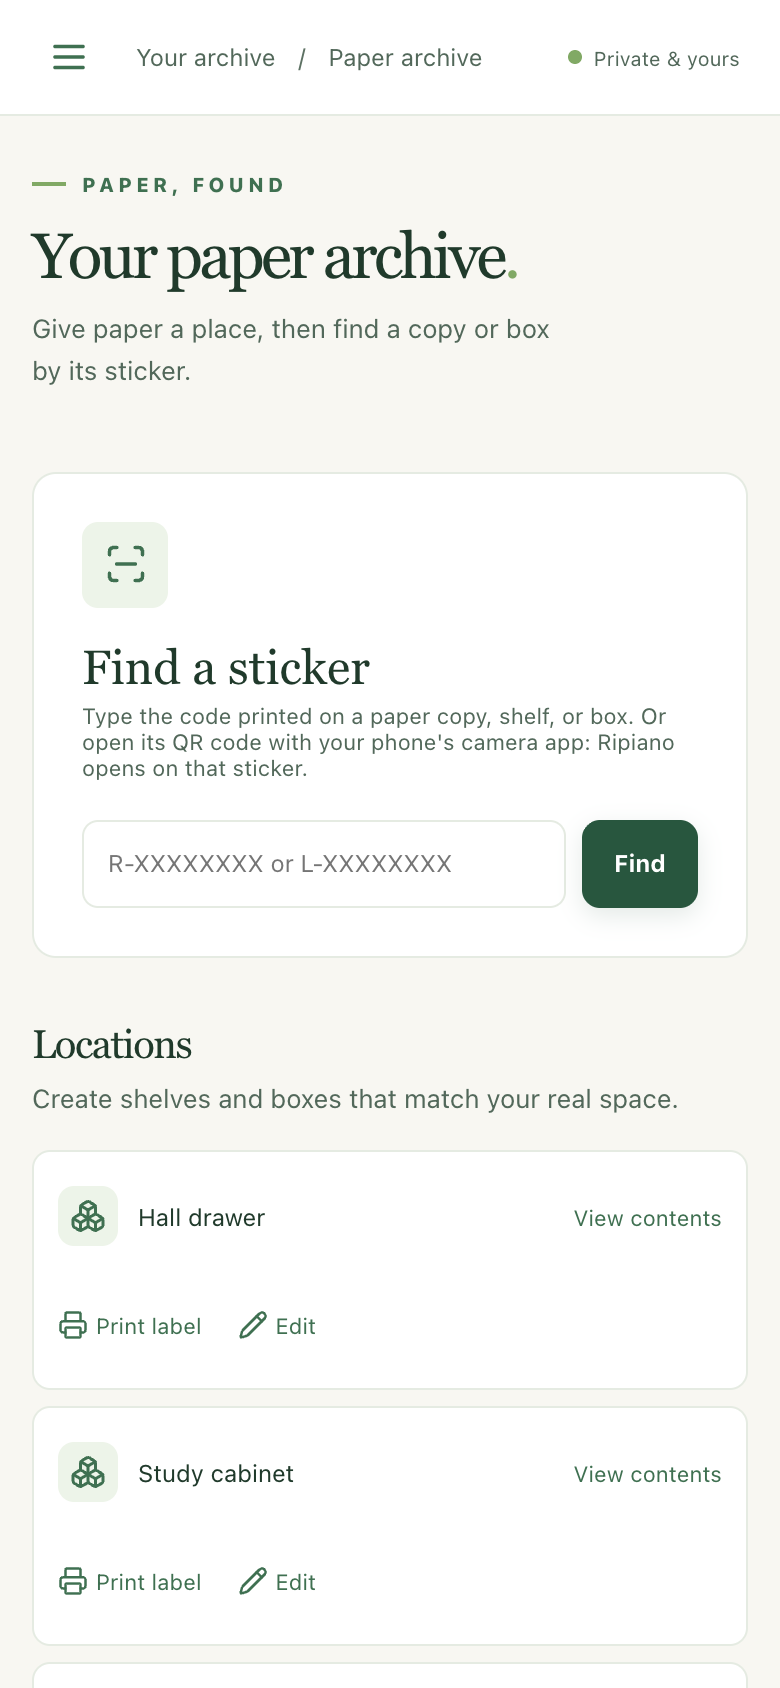 Your archive / Paper archive
Private & yours
PAPER, FOUND
Your paper archive.
Give paper a place, then find a copy or box
by its sticker.
Find a sticker
Type the code printed on a paper copy, shelf, or box. Or
open its QR code with your phone's camera app: Ripiano
opens on that sticker.
R-XXXXXXXX or L-XXXXXXXX
Find
Locations
Create shelves and boxes that match your real space.
Hall drawer
View contents
Print label
Edit
Study cabinet
View contents
Print label
Edit